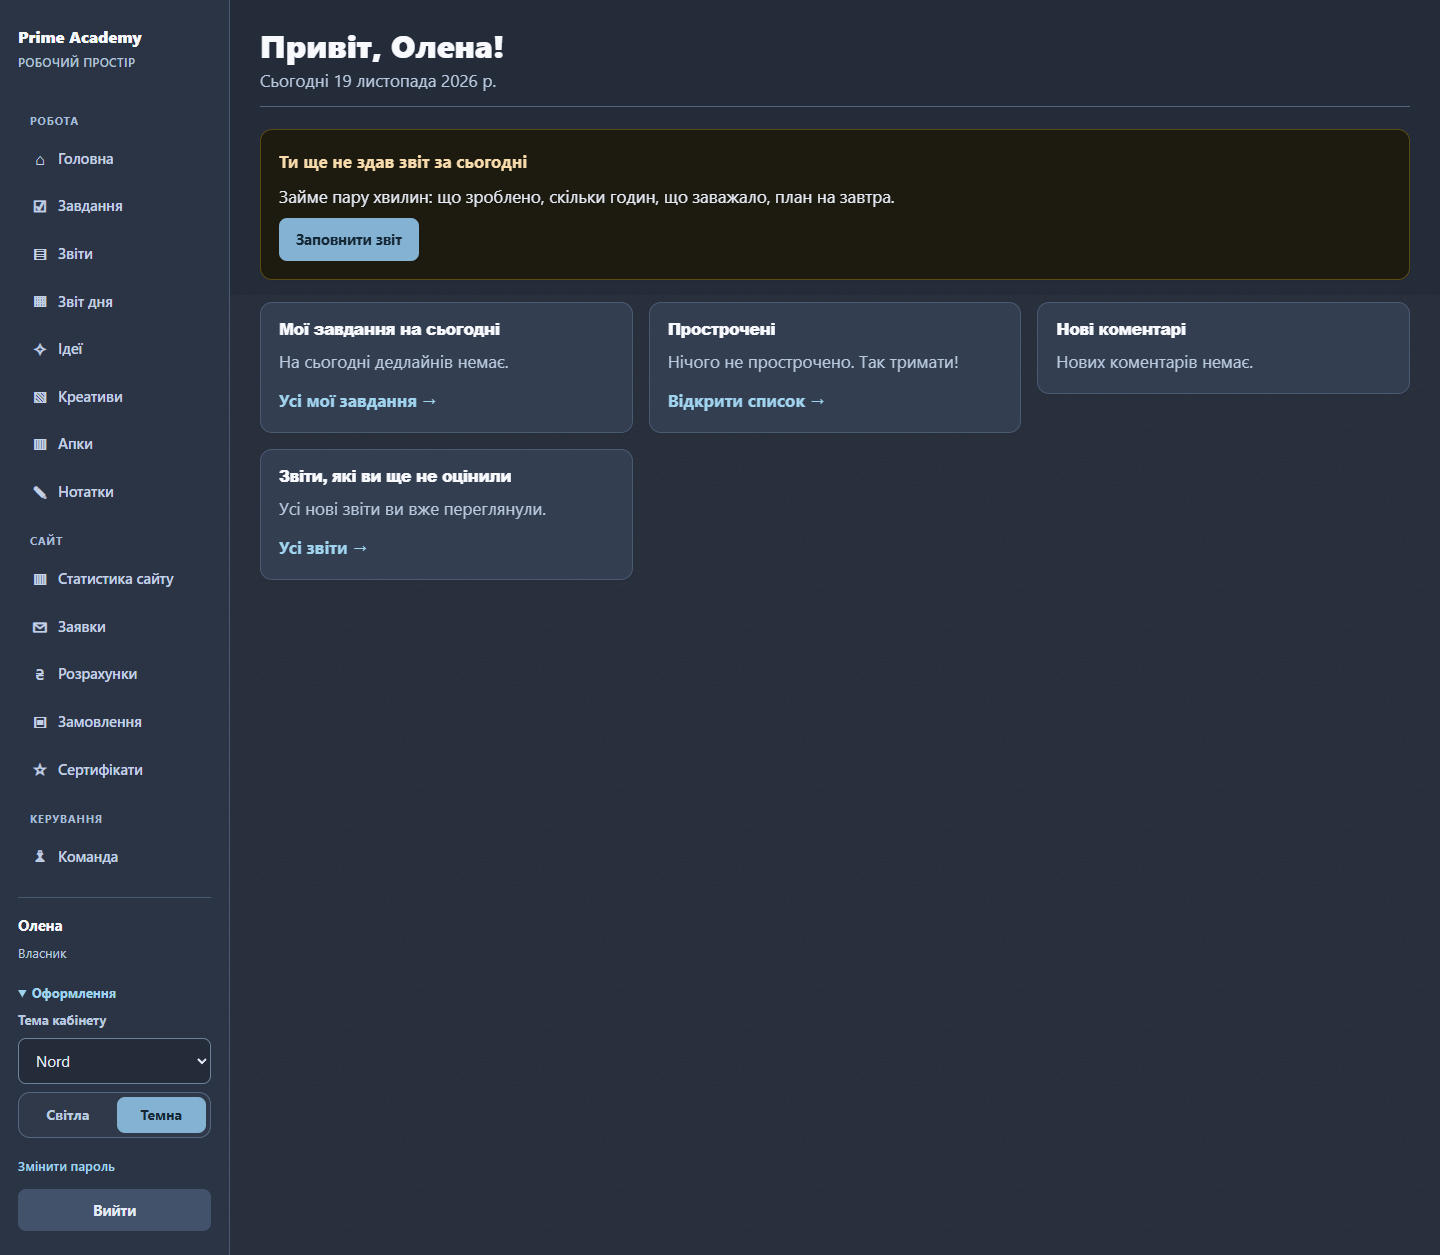 Prime Academy
РОБОЧИЙ ПРОСТІР
РОБОТА
Головна
Завдання
Звіти
Звіт дня
Ідеї
Креативи
Апки
Нотатки
САЙТ
Статистика сайту
Заявки
₴ Розрахунки
Замовлення
Сертифікати
КЕРУВАННЯ
Команда
Олена
Власник
▼ Оформлення
Тема кабінету
Nord
Світла
Темна
Змінити пароль
Вийти
Привіт, Олена!
Сьогодні 19 листопада 2026 р.
Ти ще не здав звіт за сьогодні
Займе пару хвилин: що зроблено, скільки годин, що заважало, план на завтра.
Заповнити звіт
Мої завдання на сьогодні
На сьогодні дедлайнів немає.
Усі мої завдання →
Прострочені
Нічого не прострочено. Так тримати!
Відкрити список →
Нові коментарі
Нових коментарів немає.
Звіти, які ви ще не оцінили
Усі нові звіти ви вже переглянули.
Усі звіти →